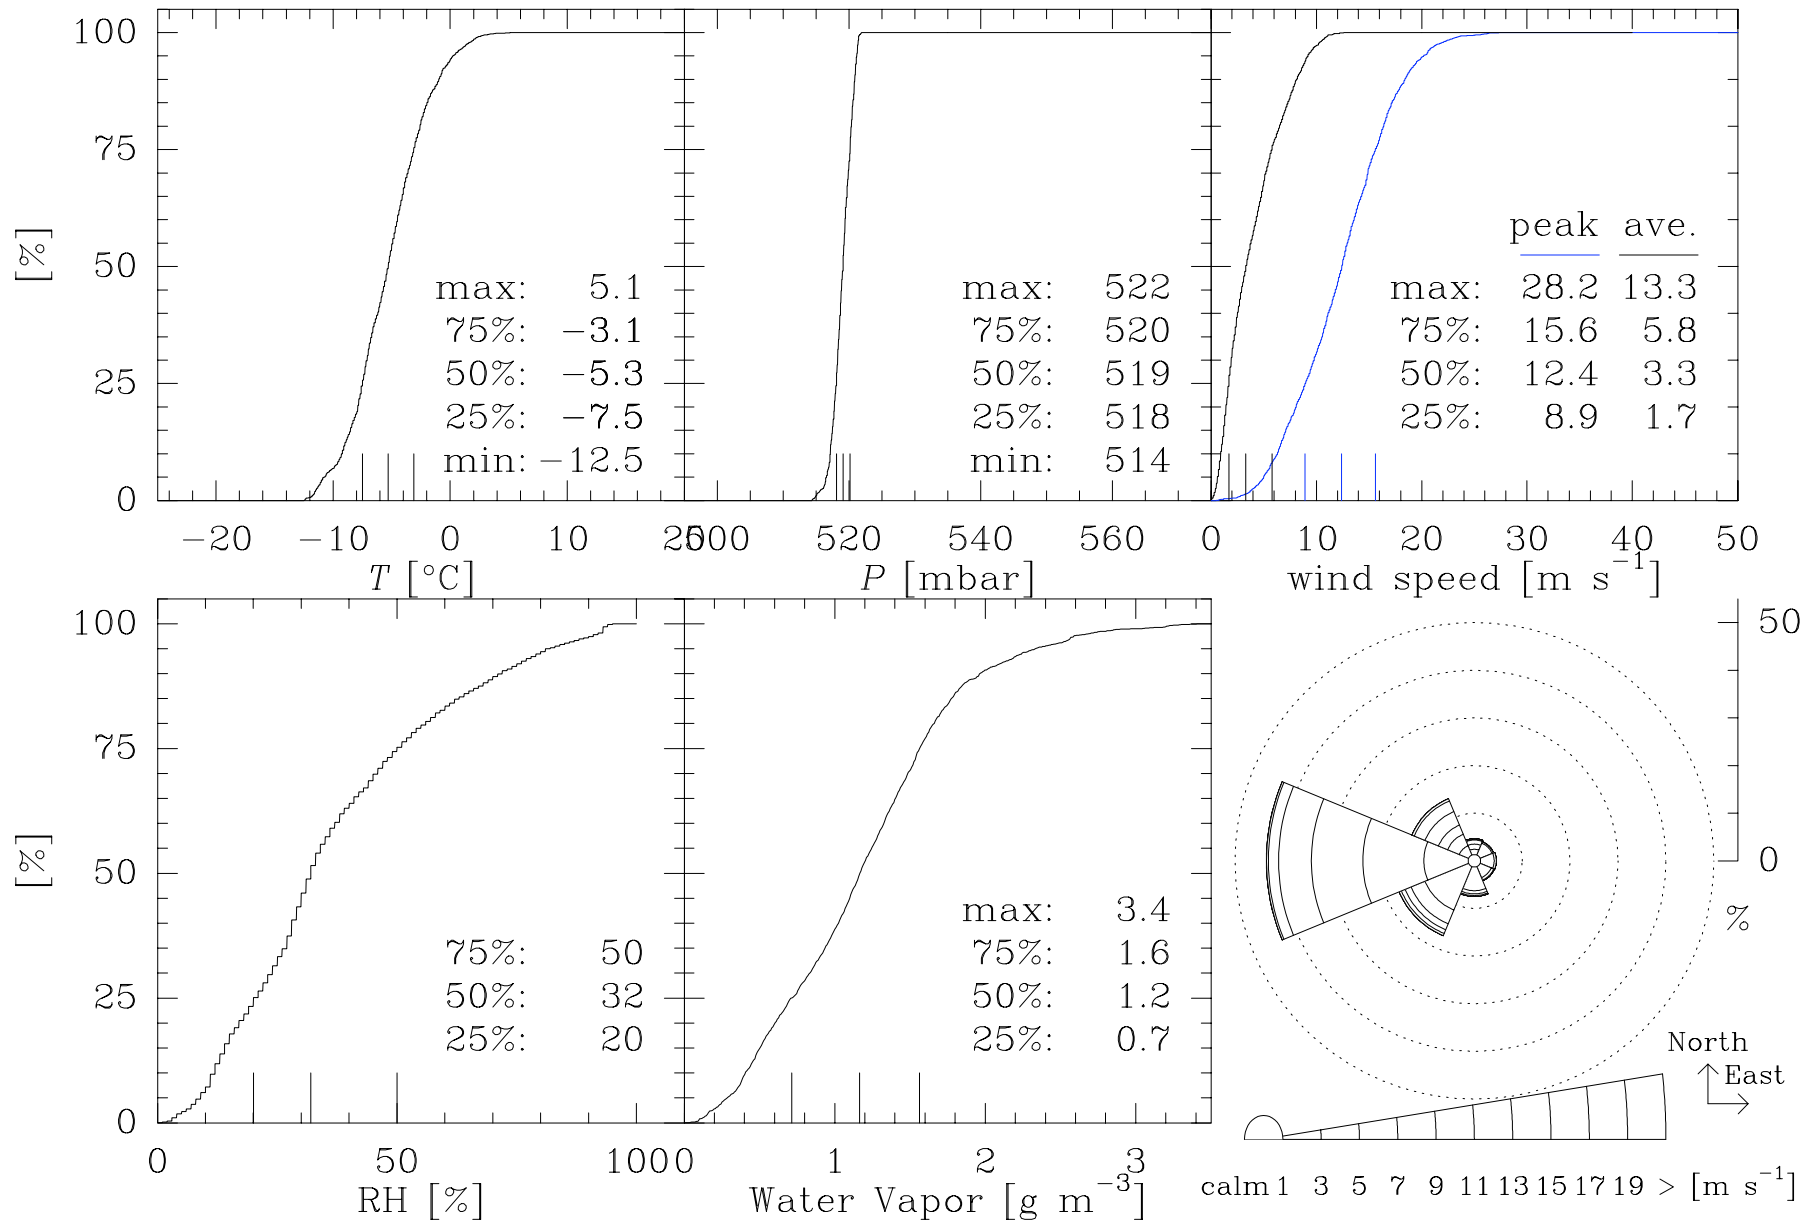 100
75
[%]
50
25
0
max: 5.1
75%: −3.1
50%: −5.3
25%: −7.5
min: −12.5
−20 −10 0 10 20
T [°C]
max: 522
75%: 520
50%: 519
25%: 518
min: 514
500 520 540 560
P [mbar]
peak ave.
max: 28.2 13.3
75%: 15.6 5.8
50%: 12.4 3.3
25%: 8.9 1.7
0 10 20 30 40 50
wind speed [m s−1]
100
75
[%]
50
25
0
75%: 50
50%: 32
25%: 20
0 50 100
RH [%]
max: 3.4
75%: 1.6
50%: 1.2
25%: 0.7
0 1 2 3
Water Vapor [g m−3]
50
0
%
North
East
calm 1 3 5 7 9 11 13 15 17 19 > [m s−1]